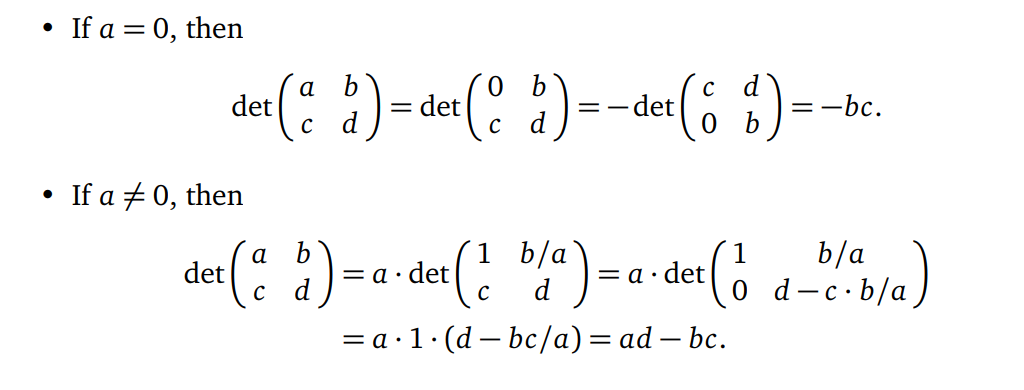 • If a = 0, then
det ( a b ; c d ) = det ( 0 b ; c d ) = − det ( c d ; 0 b ) = −bc.
• If a ≠ 0, then
det ( a b ; c d ) = a · det ( 1 b/a ; c d ) = a · det ( 1 b/a ; 0 d − c · b/a )
= a · 1 · (d − bc/a) = ad − bc.